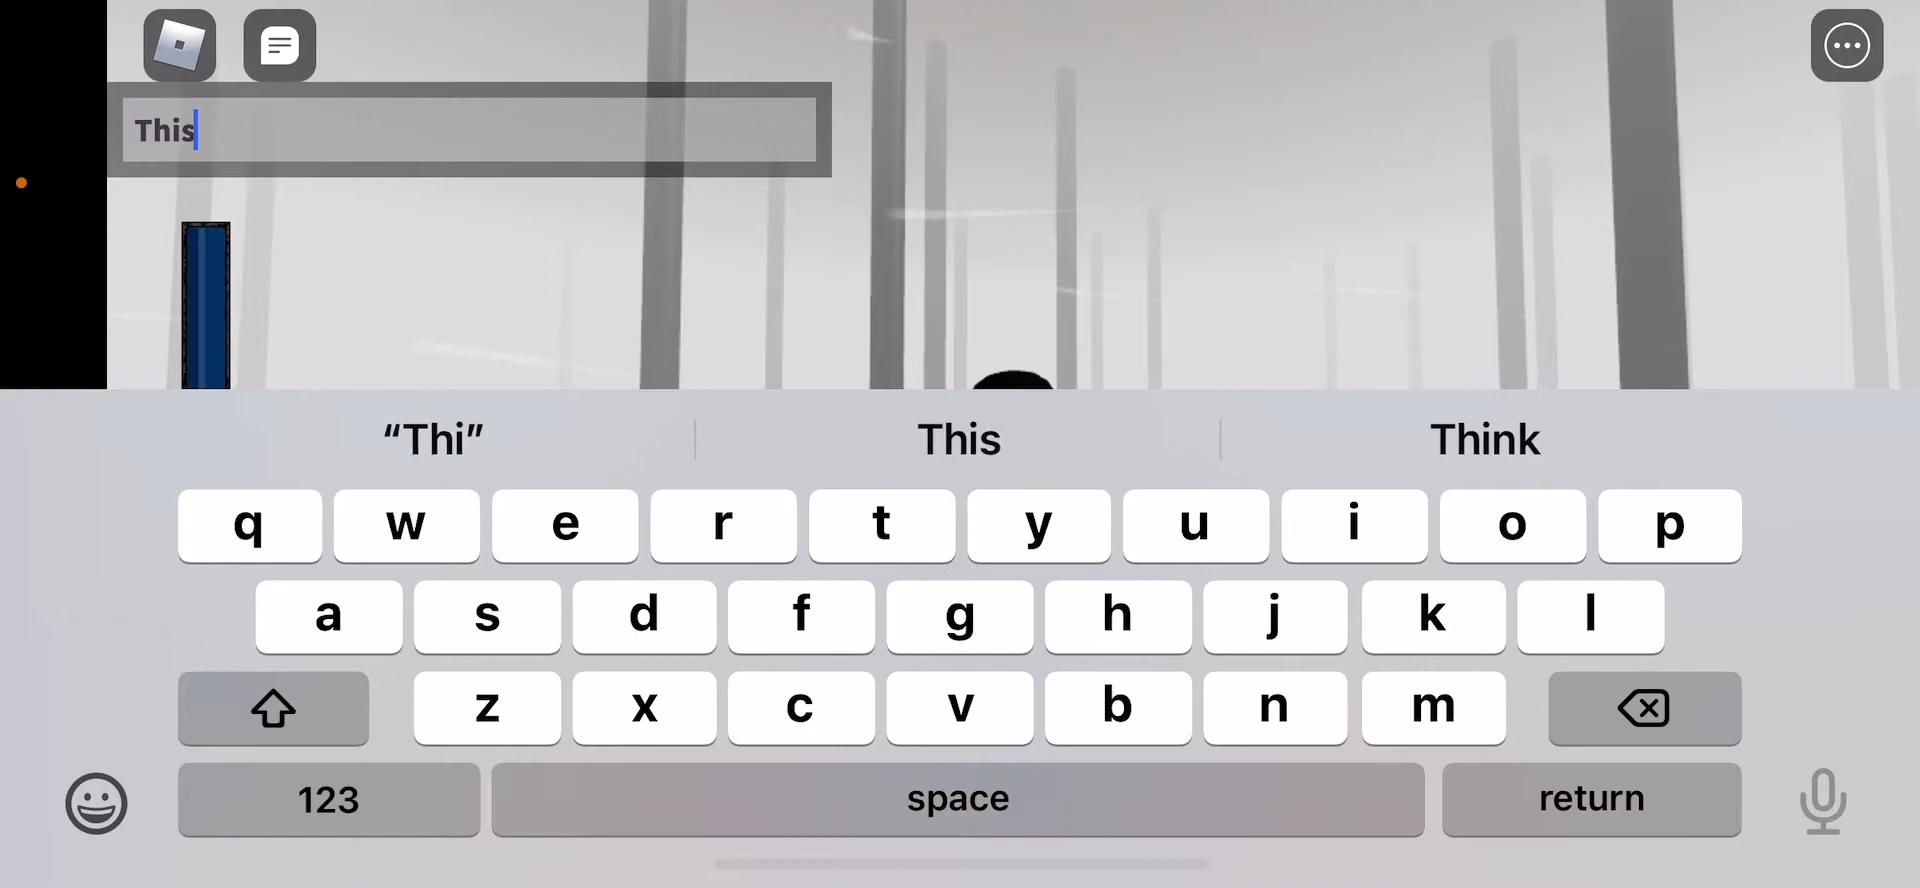 This
“Thi” This Think
q w e r t y u i o p
a s d f g h j k l
z x c v b n m
123 space return